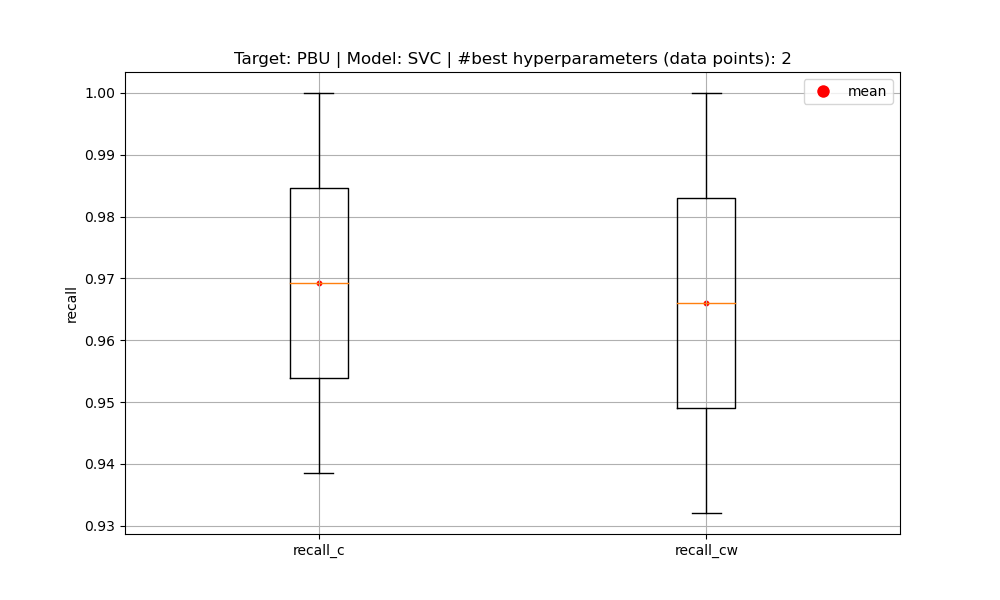 Target: PBU | Model: SVC | #best hyperparameters (data points): 2
mean
1.00
0.99
0.98
0.97
0.96
0.95
0.94
0.93
recall
recall_c
recall_cw